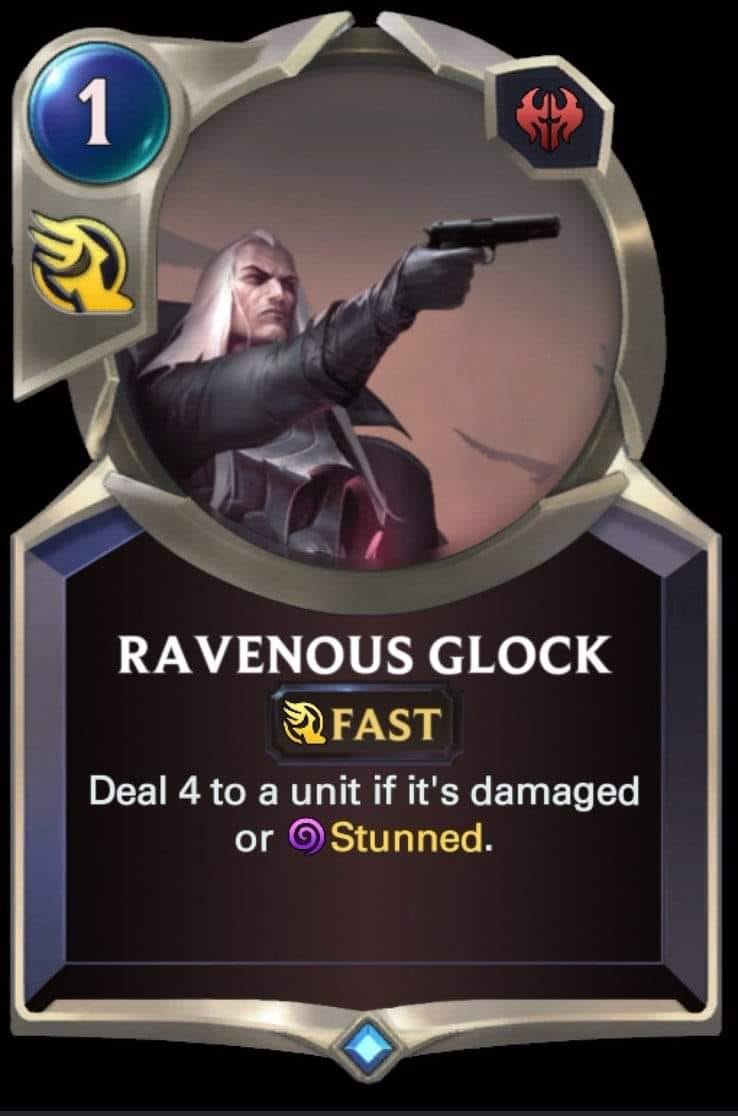 1
RAVENOUS GLOCK
FAST
Deal 4 to a unit if it's damaged
or Stunned.